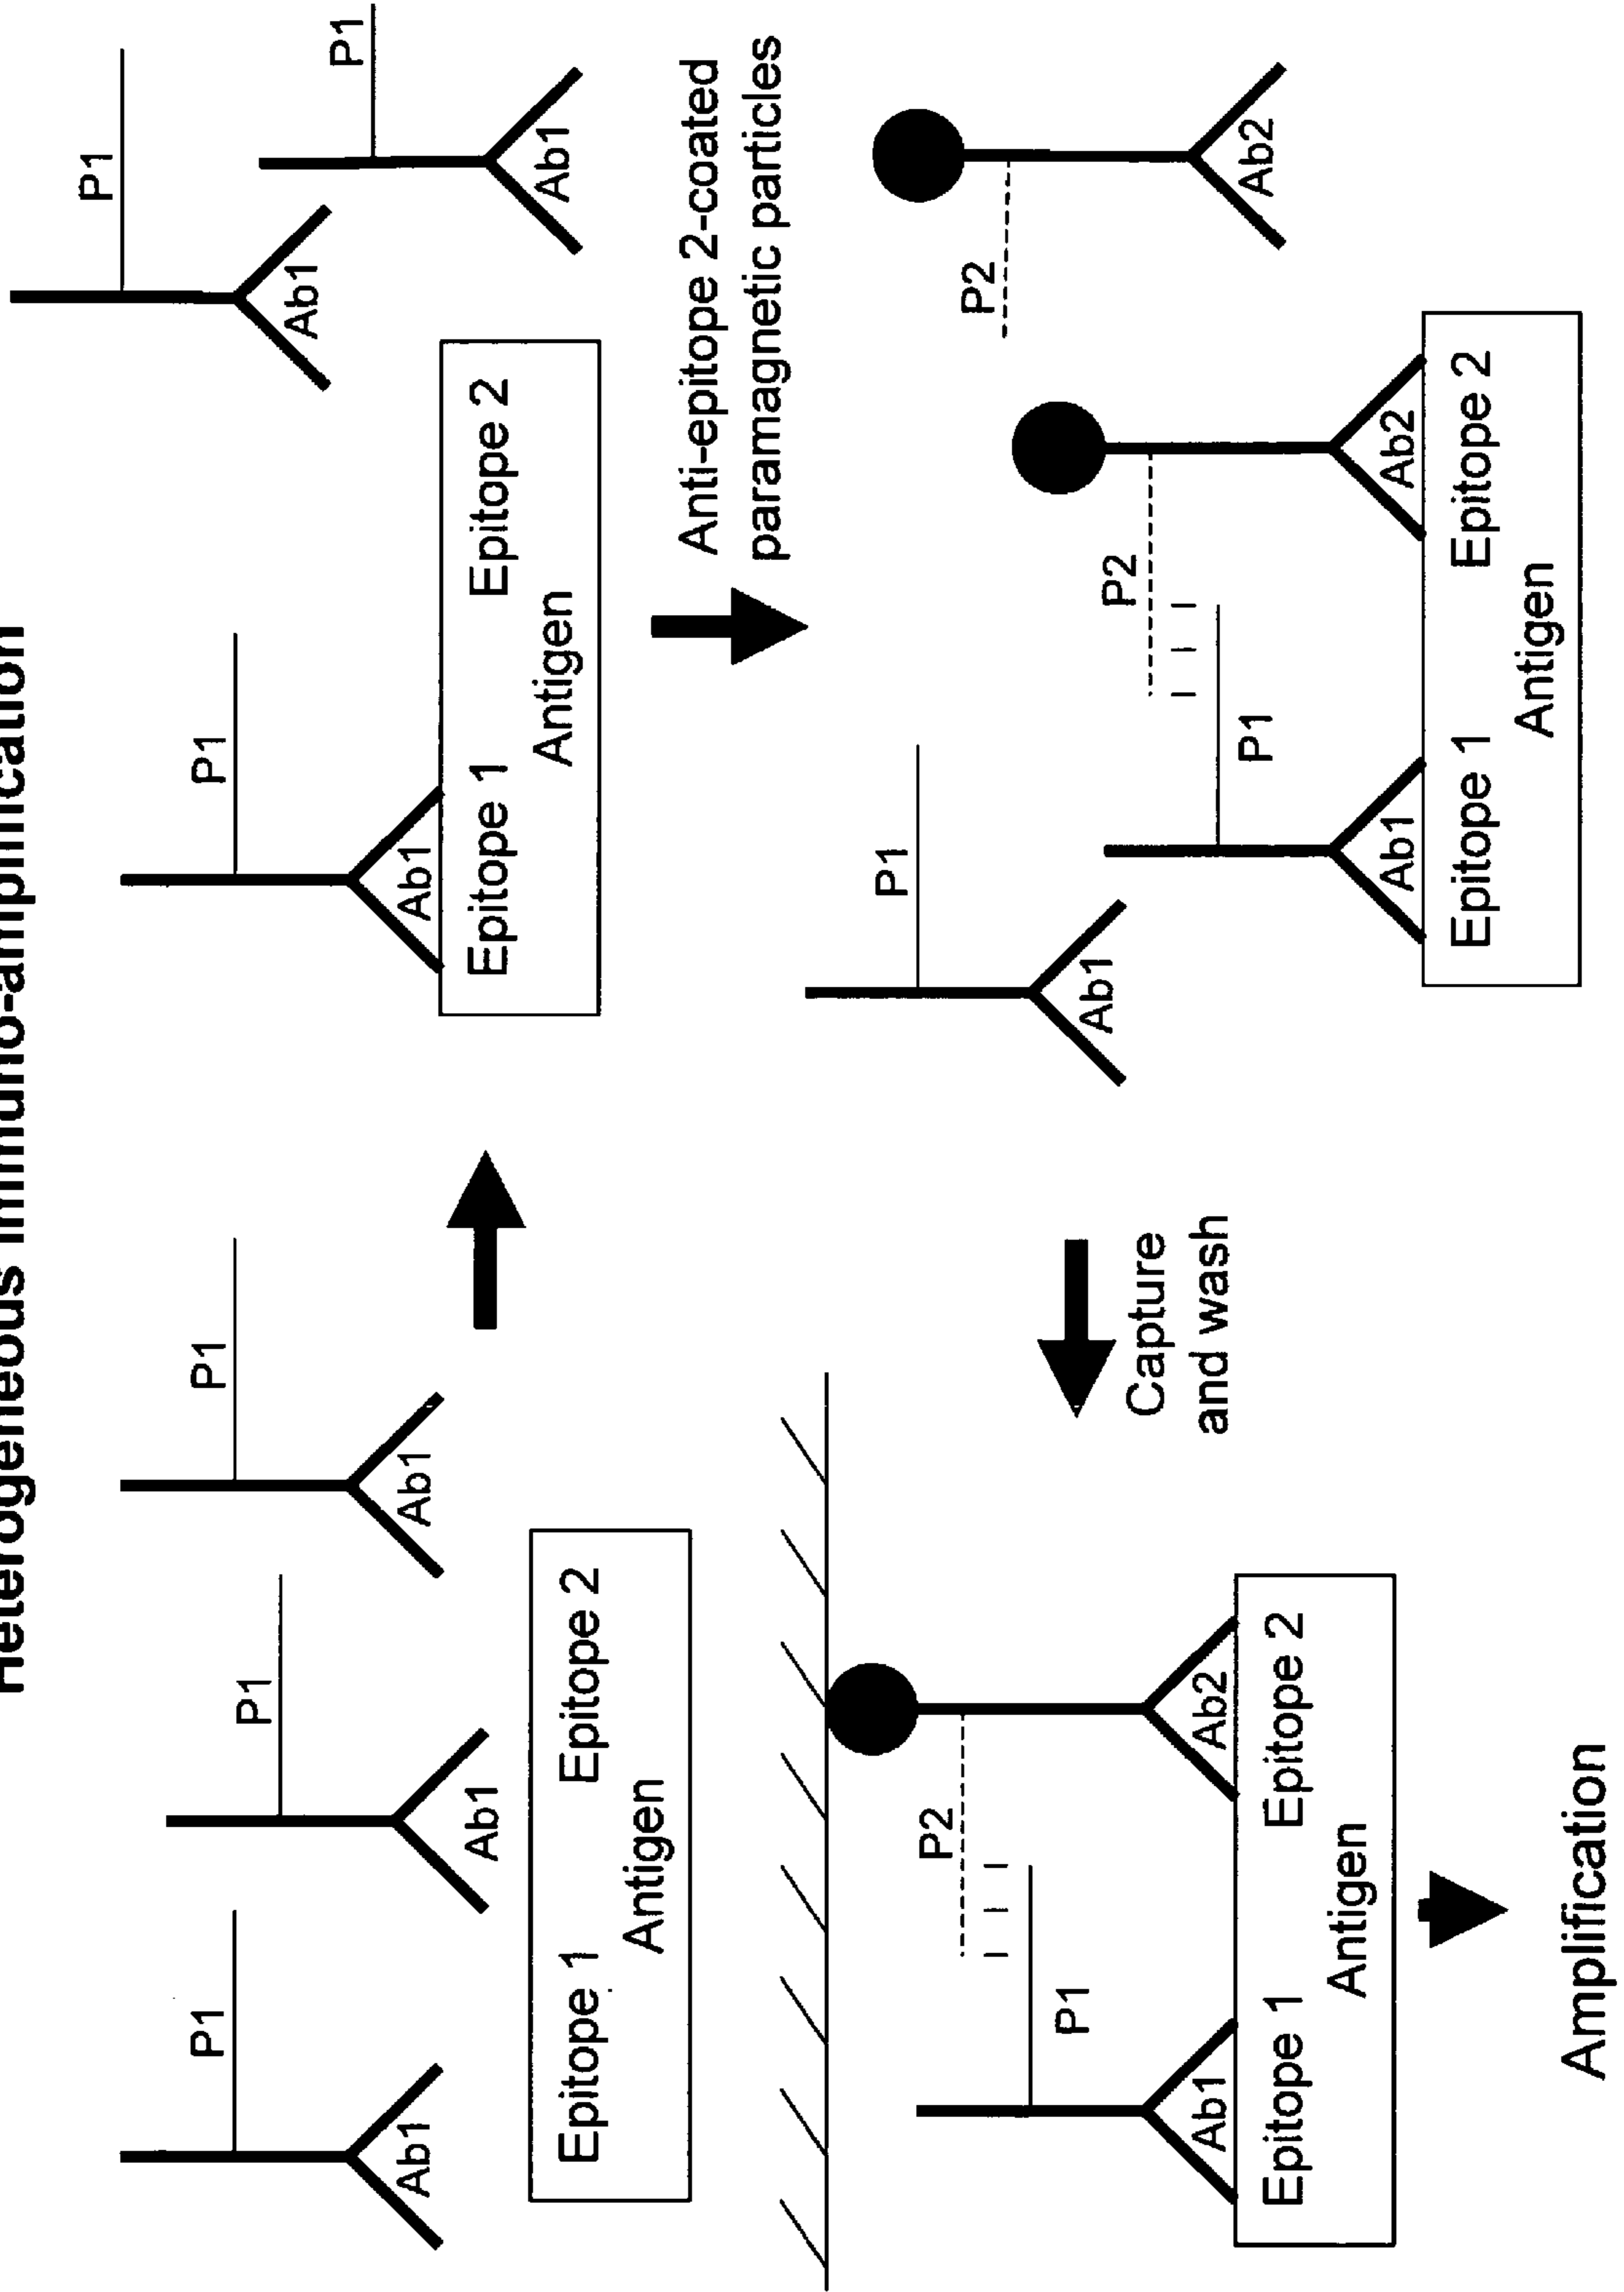 Heterogeneous Immuno-amplification
P1
P1
P1
Ab1
Ab1
Ab1
Epitope 1 Epitope 2
Antigen
P1
P1
P1
Ab1
Ab1
Ab1
Epitope 1 Epitope 2
Antigen
Anti-epitope 2-coated
paramagnetic particles
P1
P2
P2
Ab1
P1
Ab1
Ab2
Ab2
Epitope 1 Epitope 2
Antigen
Capture
and wash
P2
P1
Ab1
Ab2
Epitope 1 Epitope 2
Antigen
Amplification